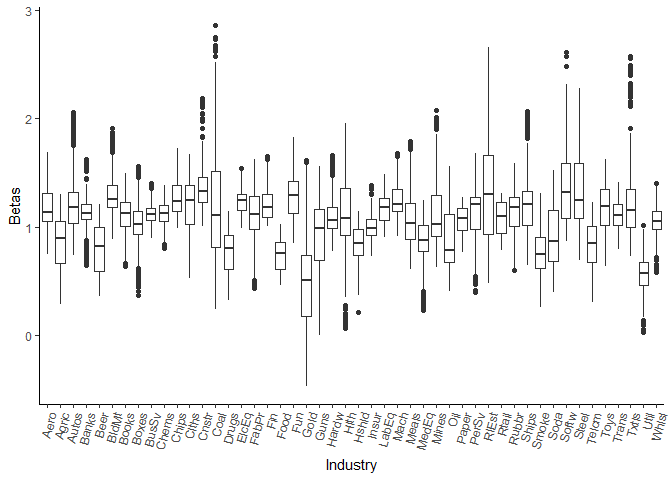 3
2
1
0
Betas
Aero
Agric
Autos
Banks
Beer
BldMt
Books
Boxes
BusSv
Chems
Chips
Clths
Cnstr
Coal
Drugs
ElcEq
FabPr
Fin
Food
Fun
Gold
Guns
Hardw
Hlth
Hshld
Insur
LabEq
Mach
Meals
MedEq
Mines
Oil
Paper
PerSv
RlEst
Rtail
Rubbr
Ships
Smoke
Soda
Softw
Steel
Telcm
Toys
Trans
Txtls
Util
Whlsl
Industry